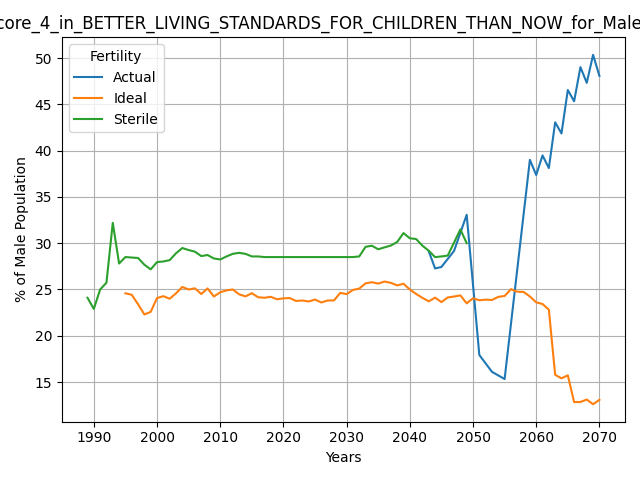 core_4_in_BETTER_LIVING_STANDARDS_FOR_CHILDREN_THAN_NOW_for_Male
Fertility
Actual
Ideal
Sterile
% of Male Population
50
45
40
35
30
25
20
15
1990
2000
2010
2020
2030
2040
2050
2060
2070
Years